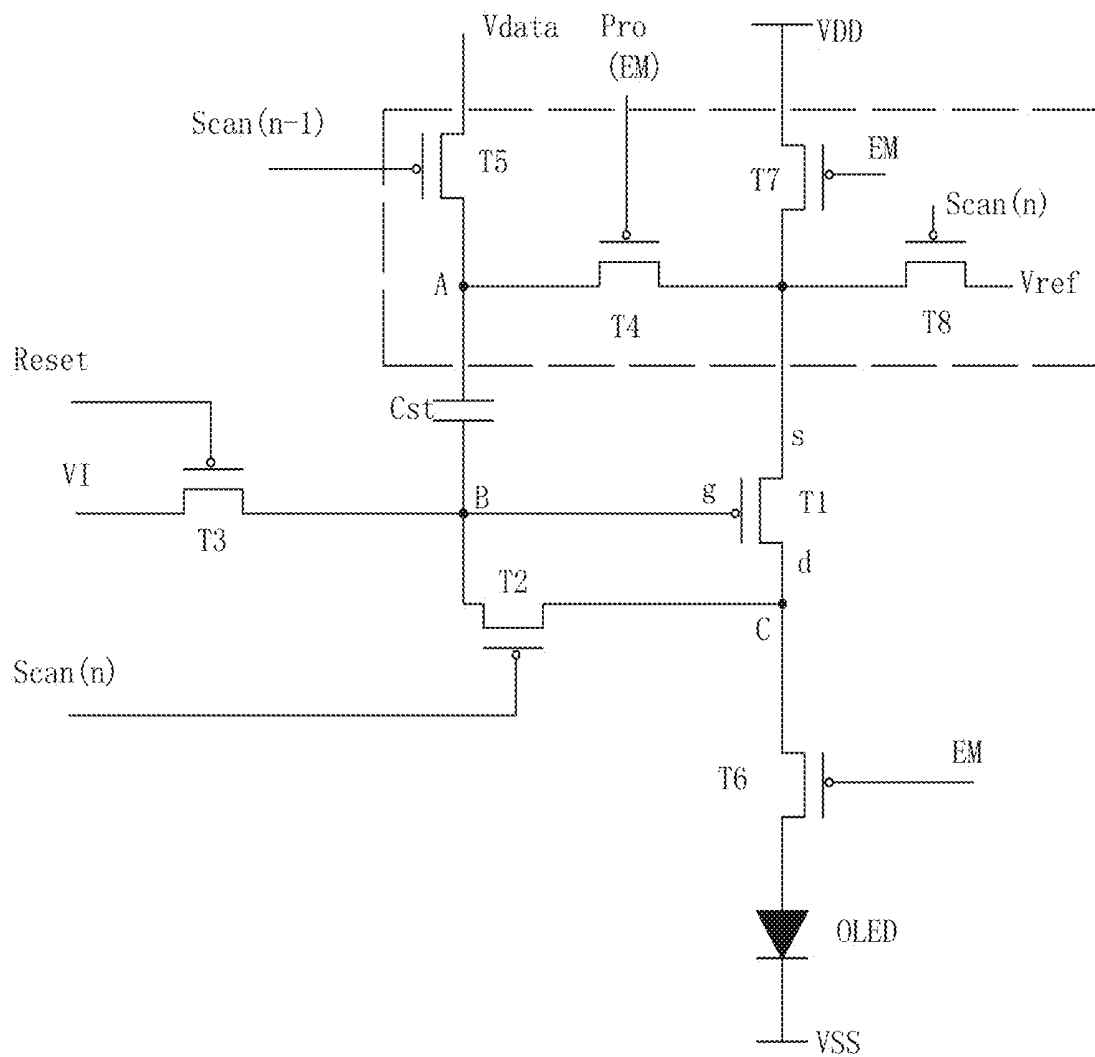 Vdata Pro
(EM)
VDD
Scan(n-1)
T5
T7
EM
Scan(n)
A
T4
T8
Vref
Reset
Cst
s
VI
B
g
T1
T3
d
T2
C
Scan(n)
T6
EM
OLED
VSS